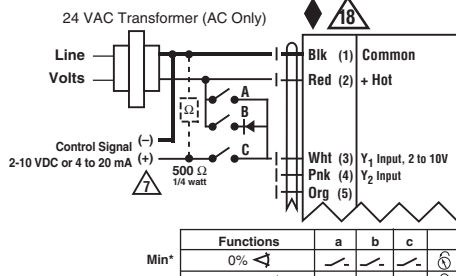 24 VAC Transformer (AC Only)
18
Line
Volts
Blk (1) Common
Red (2) + Hot
A
Ω
B
C
Control Signal (–)
2-10 VDC or 4 to 20 mA (+)
7
500 Ω
1/4 watt
Wht (3) Y1 Input, 2 to 10V
Pnk (4) Y2 Input
Org (5)
Functions a b c
Min* 0%